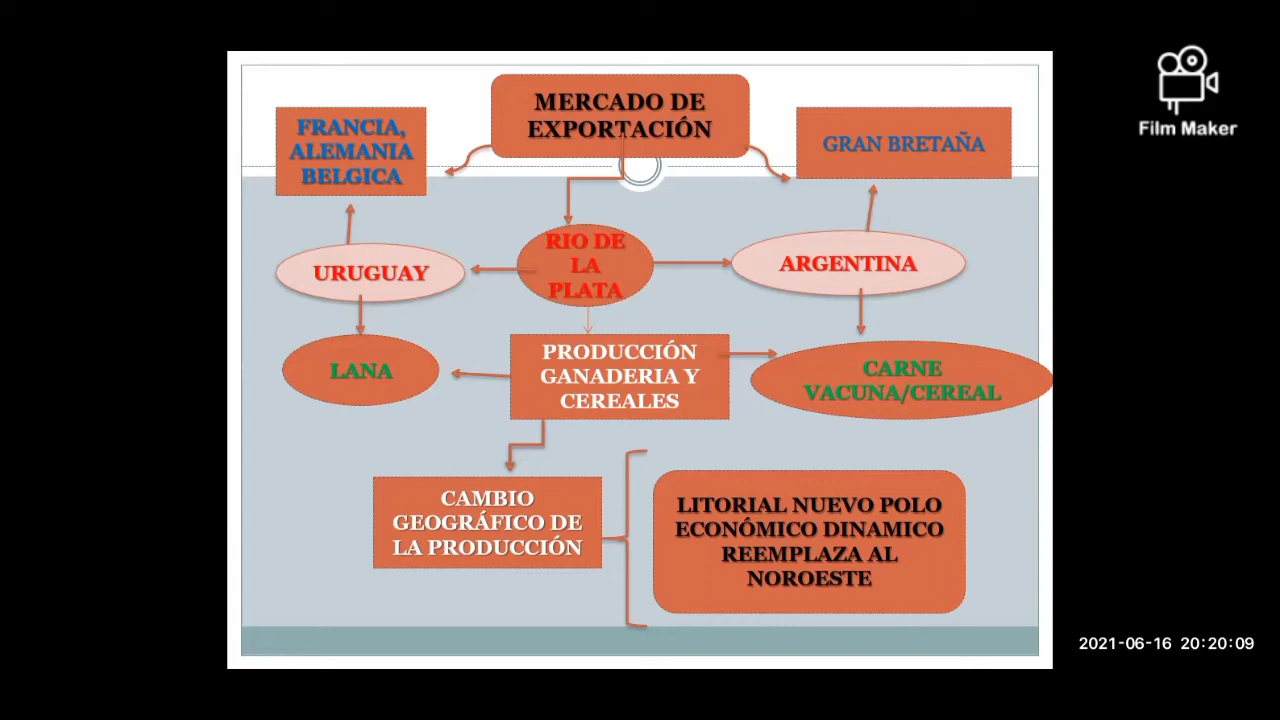 MERCADO DE
EXPORTACIÓN
FRANCIA,
ALEMANIA
BELGICA
GRAN BRETAÑA
Film Maker
RIO DE
LA
PLATA
URUGUAY
ARGENTINA
LANA
PRODUCCIÓN
GANADERIA Y
CEREALES
CARNE
VACUNA/CEREAL
CAMBIO
GEOGRÁFICO DE
LA PRODUCCIÓN
LITORIAL NUEVO POLO
ECONÓMICO DINAMICO
REEMPLAZA AL
NOROESTE
2021-06-16 20:20:09